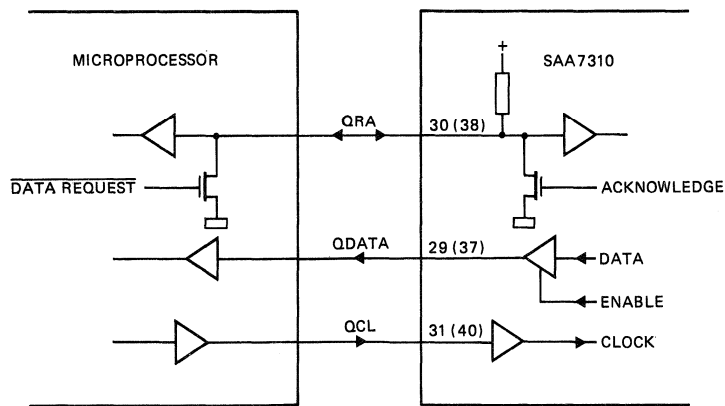 MICROPROCESSOR
SAA7310
+
QRA
30 (38)
DATA REQUEST
ACKNOWLEDGE
QDATA
29 (37)
DATA
ENABLE
QCL
31 (40)
CLOCK